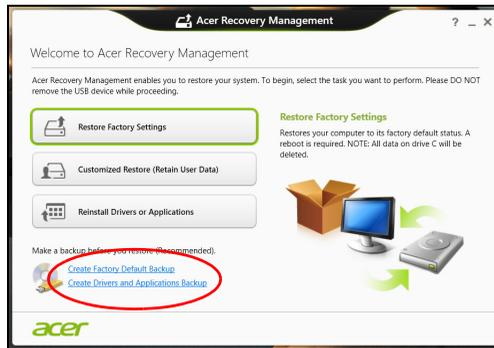 Acer Recovery Management
? _ X
Welcome to Acer Recovery Management
Acer Recovery Management enables you to restore your system. To begin, select the task you want to perform. Please DO NOT
remove the USB device while proceeding.
Restore Factory Settings
Customized Restore (Retain User Data)
Reinstall Drivers or Applications
Restore Factory Settings
Restores your computer to its factory default status. A
reboot is required. NOTE: All data on drive C will be
deleted.
Make a backup before you restore (Recommended).
Create Factory Default Backup
Create Drivers and Applications Backup
acer